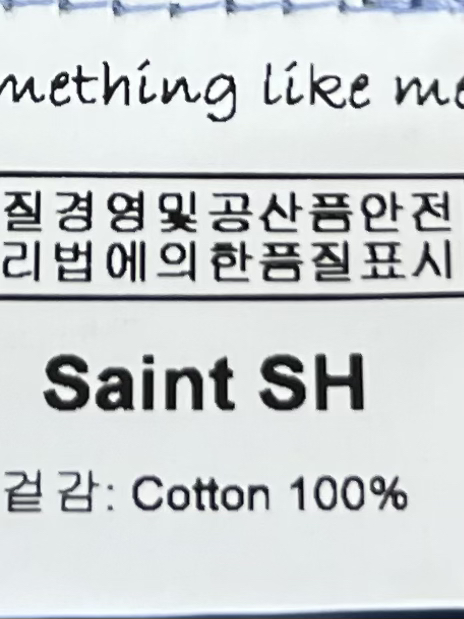 mething like me
질경영및공산품안전
리법에의한품질표시
Saint SH
겉감: Cotton 100%